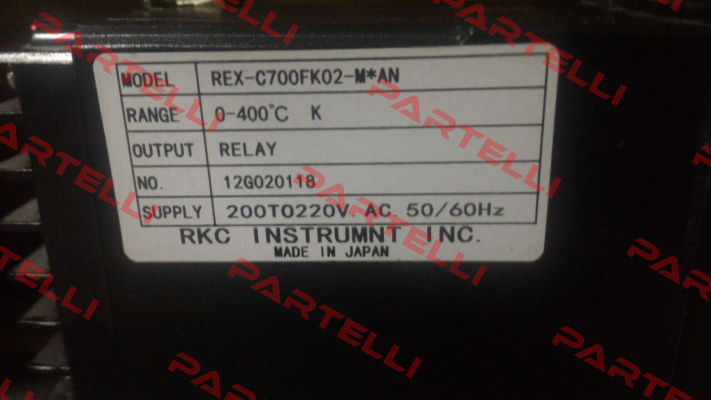 MODEL REX-C700FK02-M*AN
RANGE 0-400℃ K
OUTPUT RELAY
NO. 12G020118
SUPPLY 200TO220V AC 50/60Hz
RKC INSTRUMNT INC.
MADE IN JAPAN
PARTELLI
PARTELLI
PARTELLI
PARTELLI
PARTELLI
PARTELLI
PARTELLI
PARTELLI